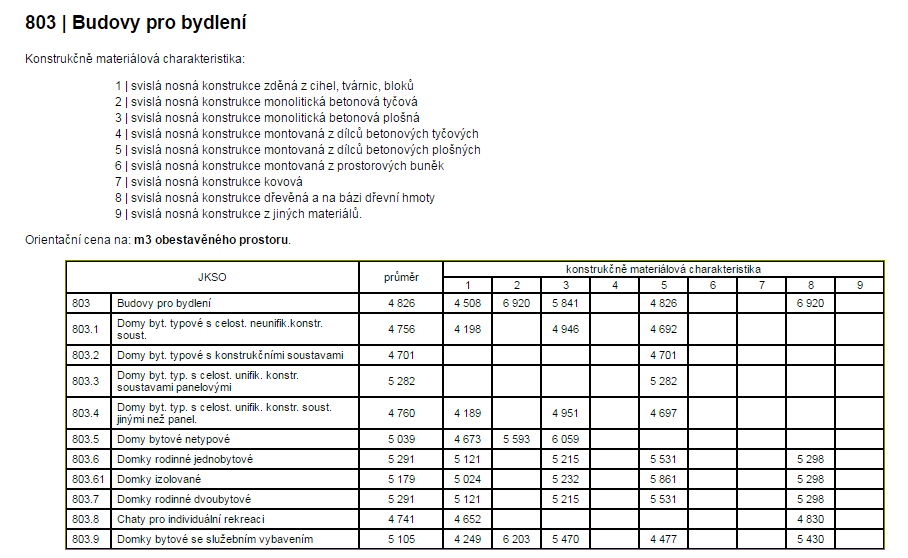 803 | Budovy pro bydlení
Konstrukčně materiálová charakteristika:
1 | svislá nosná konstrukce zděná z cihel, tvárnic, bloků
2 | svislá nosná konstrukce monolitická betonová tyčová
3 | svislá nosná konstrukce monolitická betonová plošná
4 | svislá nosná konstrukce montovaná z dílců betonových tyčových
5 | svislá nosná konstrukce montovaná z dílců betonových plošných
6 | svislá nosná konstrukce montovaná z prostorových buněk
7 | svislá nosná konstrukce kovová
8 | svislá nosná konstrukce dřevěná a na bázi dřevní hmoty
9 | svislá nosná konstrukce z jiných materiálů.
Orientační cena na: m3 obestavěného prostoru.
JKSO průměr konstrukčně materiálová charakteristika
1 2 3 4 5 6 7 8 9
803 Budovy pro bydlení 4 826 4 508 6 920 5 841 4 826 6 920
803.1 Domy byt. typové s celost. neunifik.konstr.
soust. 4 756 4 198 4 946 4 692
803.2 Domy byt. typové s konstrukčními soustavami 4 701 4 701
803.3 Domy byt. typ. s celost. unifik. konstr.
soustavami panelovými 5 282 5 282
803.4 Domy byt. typ. s celost. unifik. konstr. soust.
jinými než panel. 4 760 4 189 4 951 4 697
803.5 Domy bytové netypové 5 039 4 673 5 593 6 059
803.6 Domky rodinné jednobytové 5 291 5 121 5 215 5 531 5 298
803.61 Domky izolované 5 179 5 024 5 232 5 861 5 298
803.7 Domky rodinné dvoubytové 5 291 5 121 5 215 5 531 5 298
803.8 Chaty pro individuální rekreaci 4 741 4 652 4 830
803.9 Domky bytové se služebním vybavením 5 105 4 249 6 203 5 470 4 477 5 430